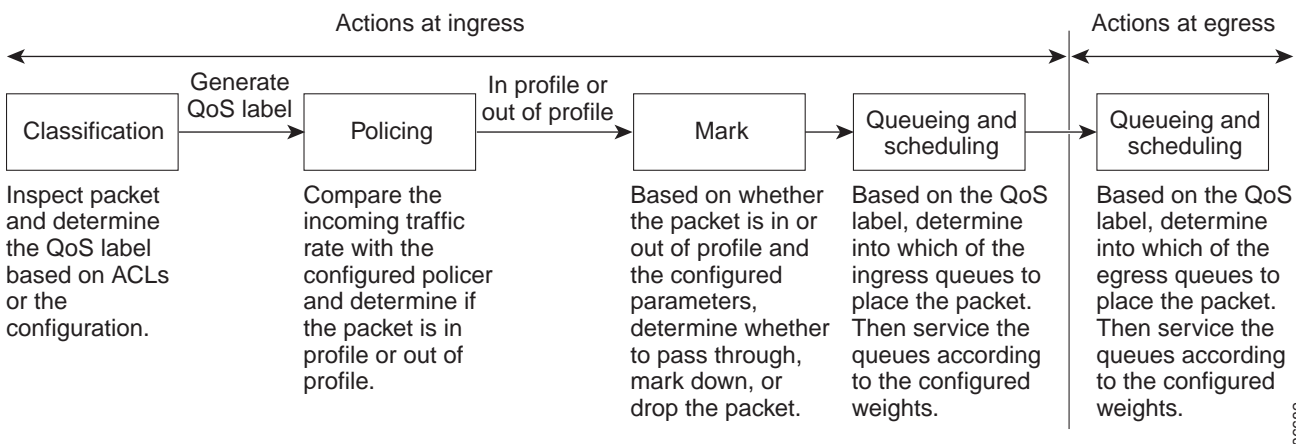 Actions at ingress
Actions at egress
Generate
QoS label
In profile or
out of profile
Classification
Policing
Mark
Queueing and
scheduling
Queueing and
scheduling
Inspect packet
and determine
the QoS label
based on ACLs
or the
configuration.
Compare the
incoming traffic
rate with the
configured policer
and determine if
the packet is in
profile or out of
profile.
Based on whether
the packet is in or
out of profile and
the configured
parameters,
determine whether
to pass through,
mark down, or
drop the packet.
Based on the QoS
label, determine
into which of the
ingress queues to
place the packet.
Then service the
queues according
to the configured
weights.
Based on the QoS
label, determine
into which of the
egress queues to
place the packet.
Then service the
queues according
to the configured
weights.